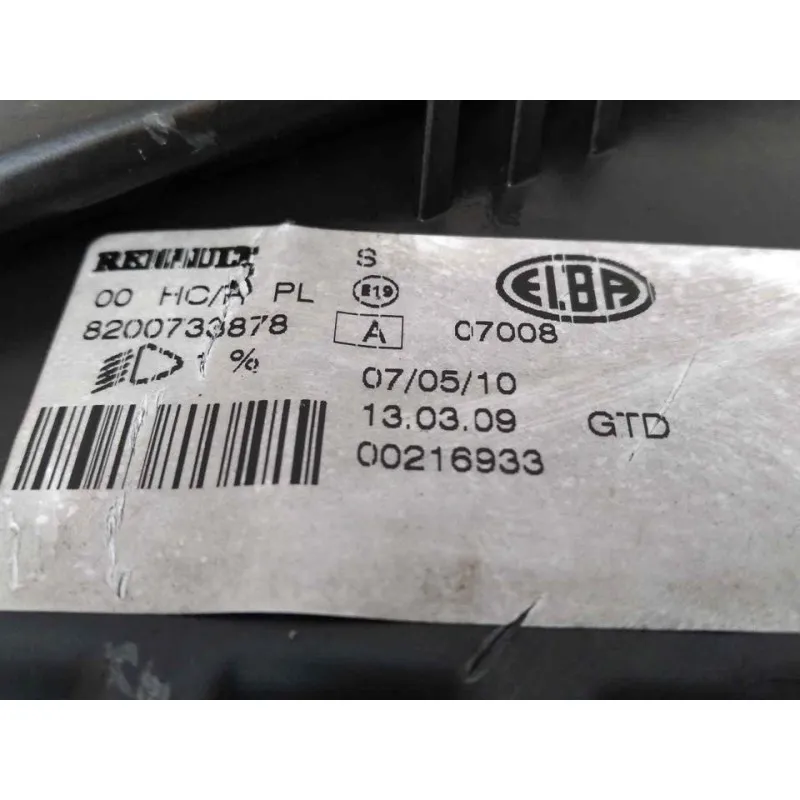 RENAULT S ELBA
00 HC/A PL E19
8200733878 A 07008
1 %
07/05/10
13.03.09 GTD
00216933